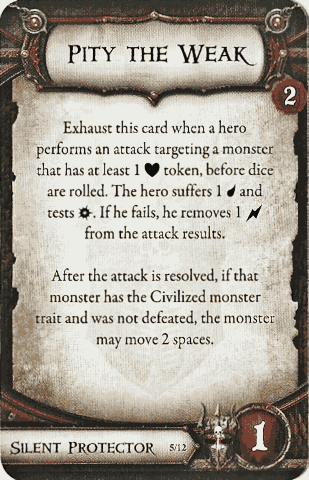 PITY THE WEAK
2
Exhaust this card when a hero
performs an attack targeting a monster
that has at least 1 token, before dice
are rolled. The hero suffers 1 and
tests . If he fails, he removes 1
from the attack results.
After the attack is resolved, if that
monster has the Civilized monster
trait and was not defeated, the monster
may move 2 spaces.
SILENT PROTECTOR 5/12
1